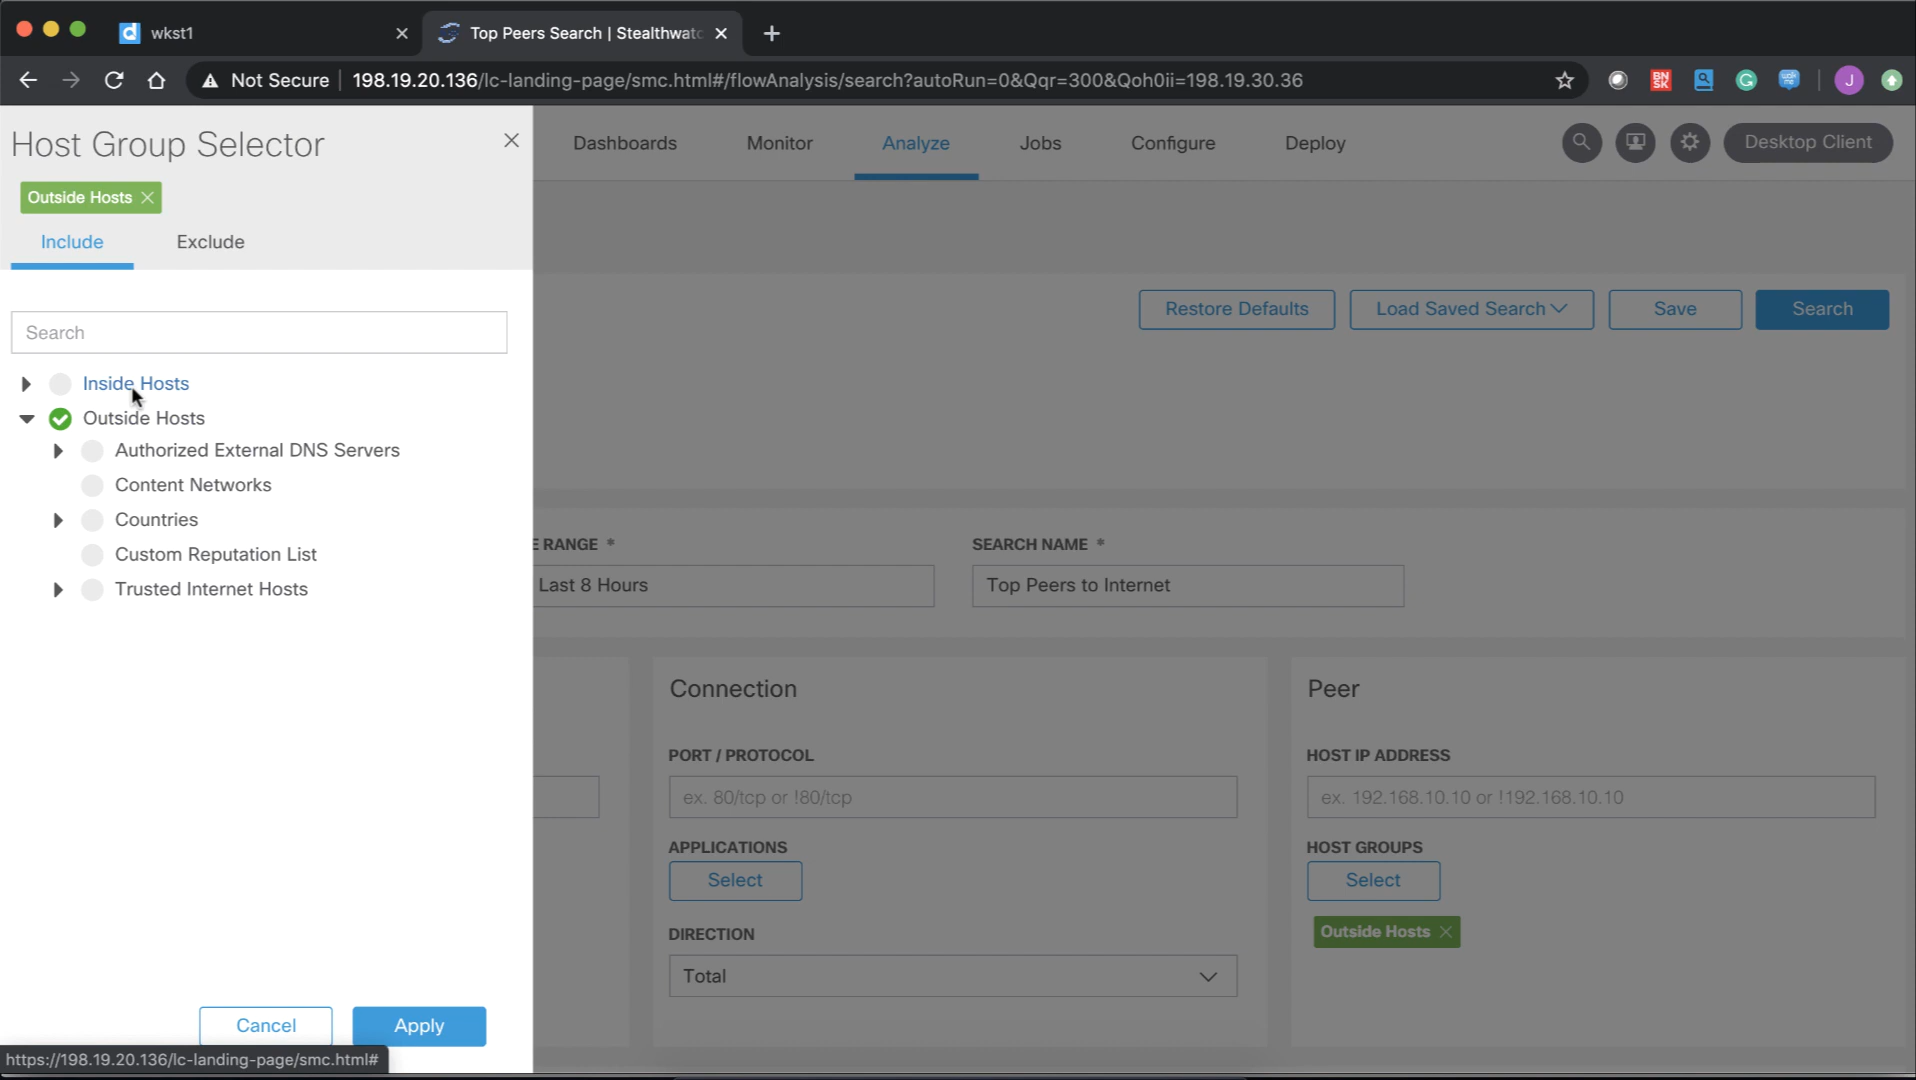 wkst1
Top Peers Search | Stealthwatc
Not Secure
198.19.20.136/lc-landing-page/smc.html#/flowAnalysis/search?autoRun=0&Qqr=300&Qoh0ii=198.19.30.36
BN
SK
G
J
Host Group Selector
Outside Hosts
Include
Exclude
Search
Inside Hosts
Outside Hosts
Authorized External DNS Servers
Content Networks
Countries
Custom Reputation List
Trusted Internet Hosts
Cancel
Apply
https://198.19.20.136/lc-landing-page/smc.html#
Dashboards
Monitor
Analyze
Jobs
Configure
Deploy
Desktop Client
Restore Defaults
Load Saved Search
Save
Search
E RANGE *
Last 8 Hours
SEARCH NAME *
Top Peers to Internet
Connection
PORT / PROTOCOL
ex. 80/tcp or !80/tcp
APPLICATIONS
Select
DIRECTION
Total
Peer
HOST IP ADDRESS
ex. 192.168.10.10 or !192.168.10.10
HOST GROUPS
Select
Outside Hosts